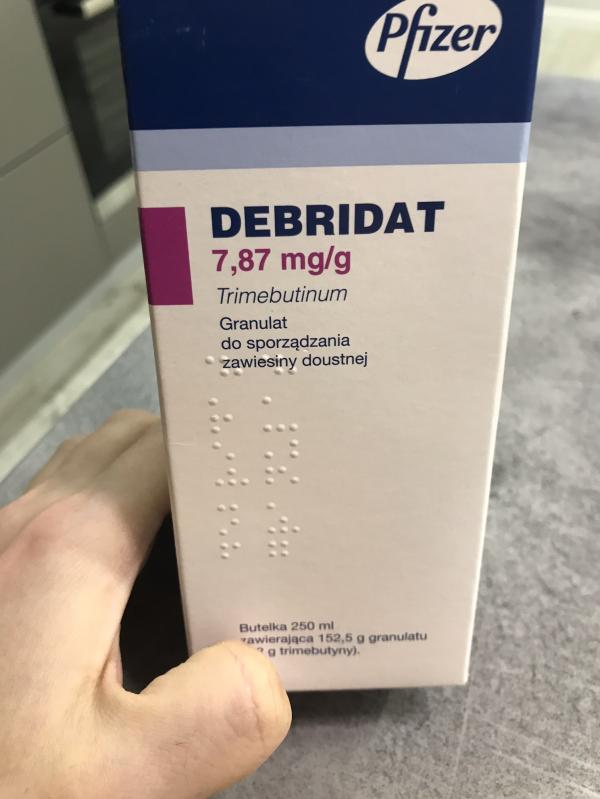 Pfizer
DEBRIDAT
7,87 mg/g
Trimebutinum
Granulat
do sporządzania
zawiesiny doustnej
Butelka 250 ml
zawierająca 152,5 g granulatu
g trimebutyny).